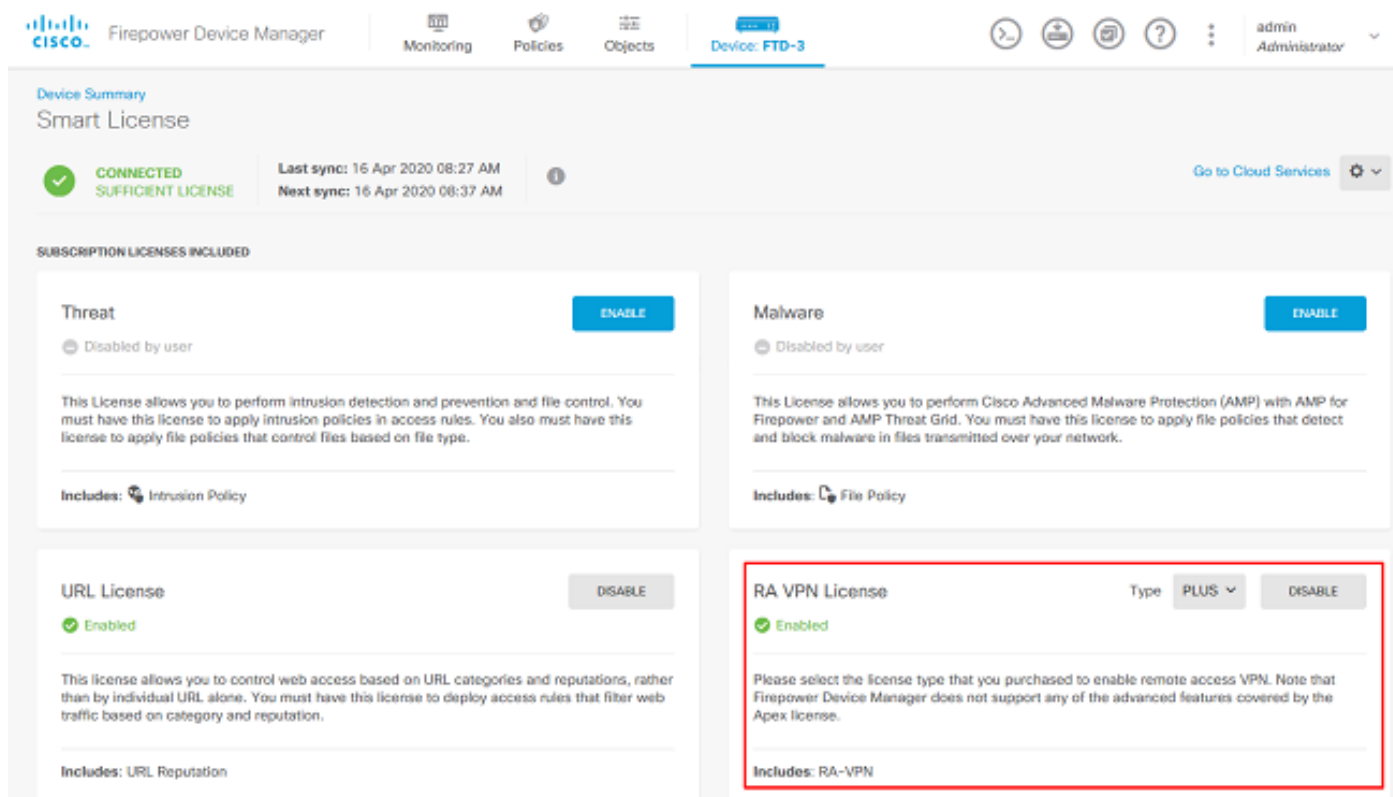 CISCO
Firepower Device Manager
Monitoring
Policies
Objects
Device: FTD-3
admin
Administrator
Device Summary
Smart License
CONNECTED
SUFFICIENT LICENSE
Last sync: 16 Apr 2020 08:27 AM
Next sync: 16 Apr 2020 08:37 AM
Go to Cloud Services
SUBSCRIPTION LICENSES INCLUDED
Threat
ENABLE
Disabled by user
This License allows you to perform intrusion detection and prevention and file control. You
must have this license to apply intrusion policies in access rules. You also must have this
license to apply file policies that control files based on file type.
Includes: Intrusion Policy
Malware
ENABLE
Disabled by user
This License allows you to perform Cisco Advanced Malware Protection (AMP) with AMP for
Firepower and AMP Threat Grid. You must have this license to apply file policies that detect
and block malware in files transmitted over your network.
Includes: File Policy
URL License
DISABLE
Enabled
This license allows you to control web access based on URL categories and reputations, rather
than by individual URL alone. You must have this license to deploy access rules that filter web
traffic based on category and reputation.
Includes: URL Reputation
RA VPN License
Type PLUS
DISABLE
Enabled
Please select the license type that you purchased to enable remote access VPN. Note that
Firepower Device Manager does not support any of the advanced features covered by the
Apex license.
Includes: RA-VPN